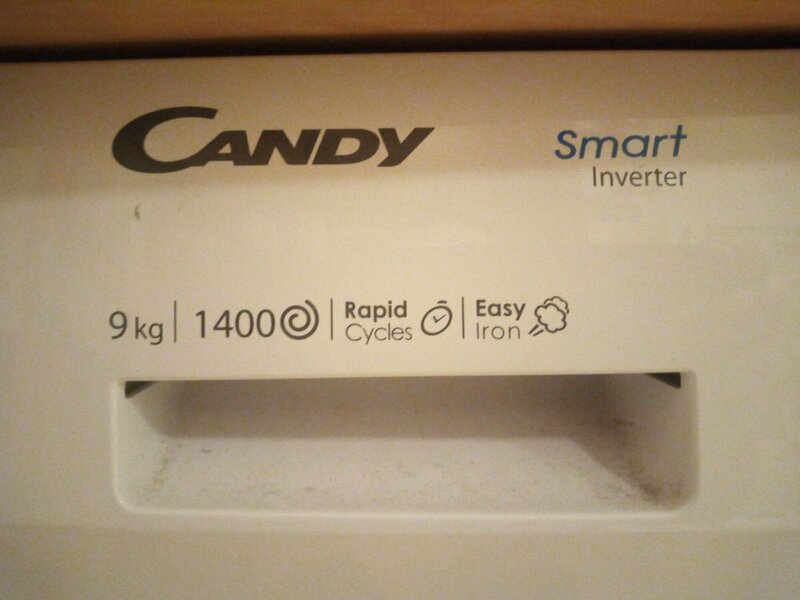 CANDY
Smart
Inverter
9 kg 1400 Rapid Cycles Easy Iron